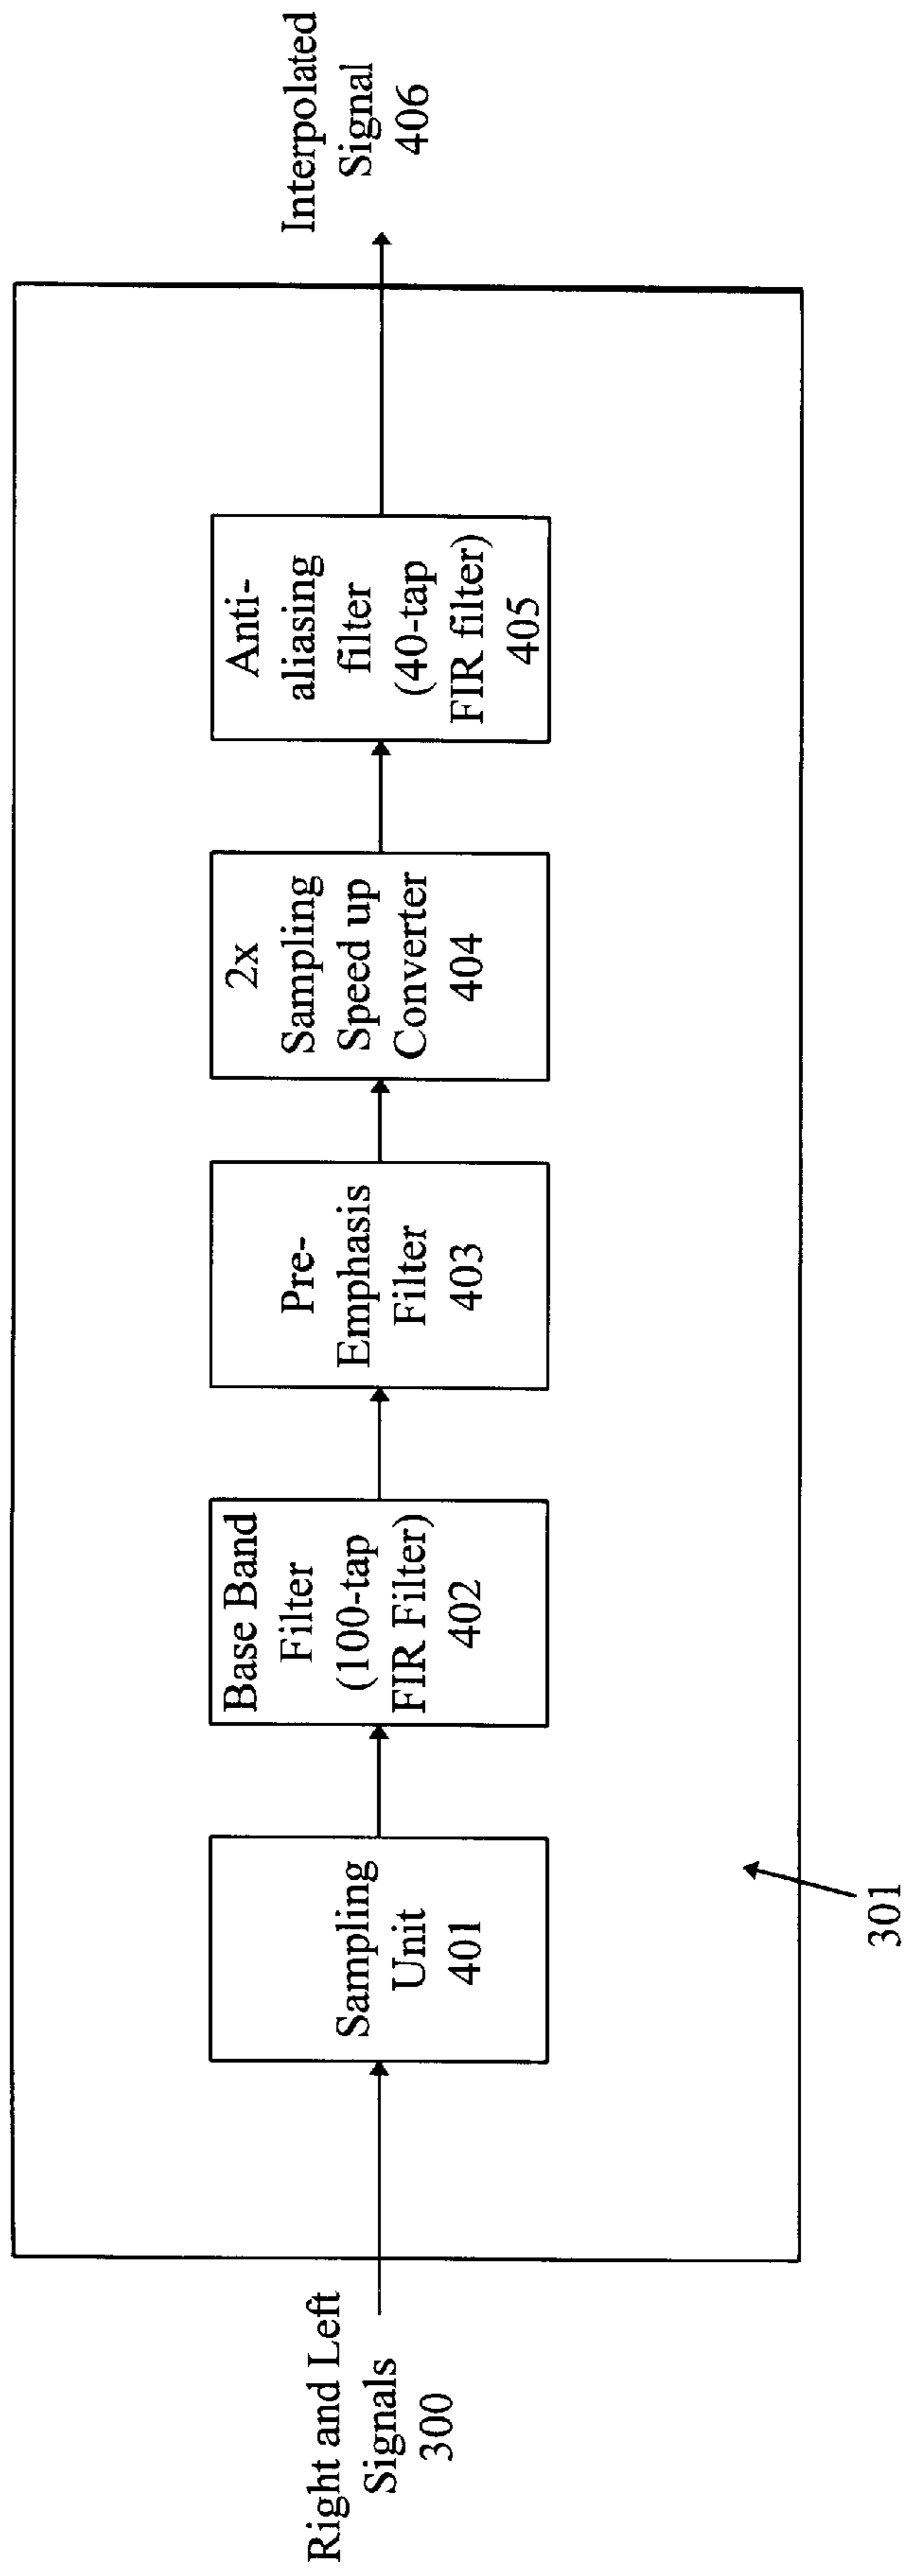 Right and Left
Signals
300
Sampling
Unit
401
Base Band
Filter
(100-tap
FIR Filter)
402
Pre-
Emphasis
Filter
403
2x
Sampling
Speed up
Converter
404
Anti-
aliasing
filter
(40-tap
FIR filter)
405
Interpolated
Signal
406
301